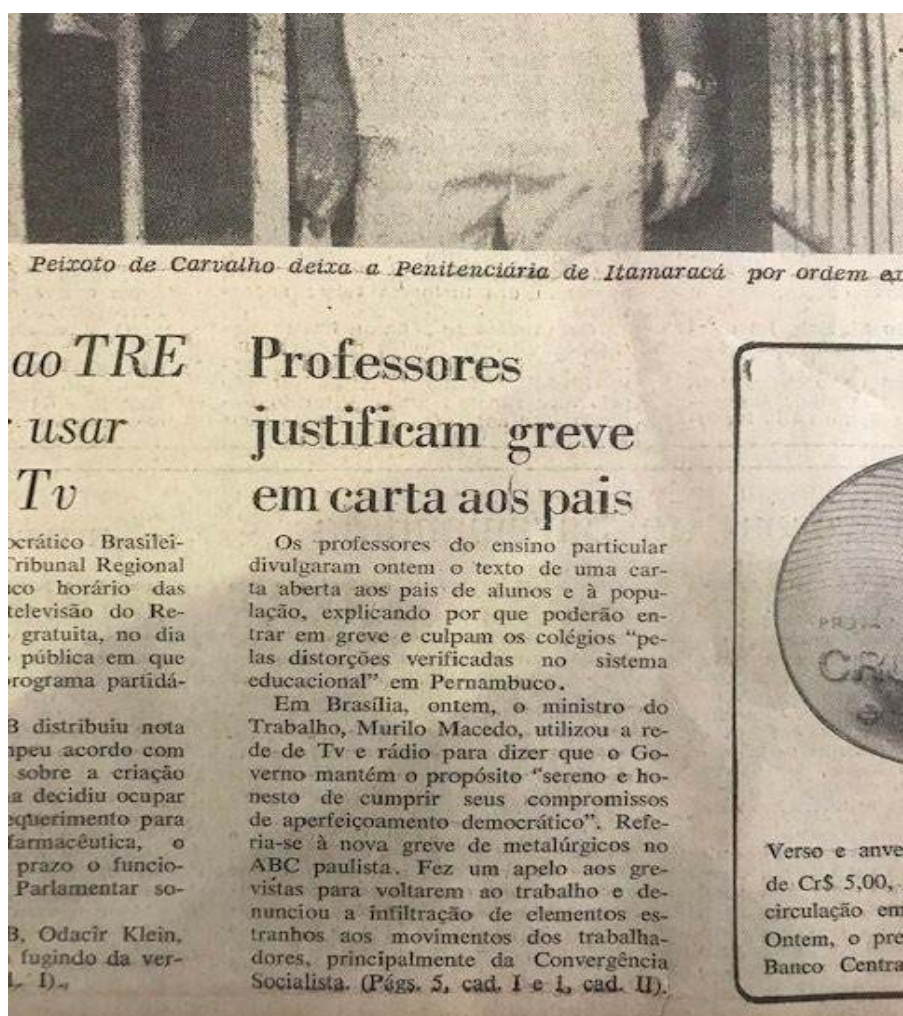 Peixoto de Carvalho deixa a Penitenciária de Itamaracá por ordem
ao TRE
usar
Tv
Brasilei-
Tribunal Regional
horário das
televisão do Re-
gratuita, no dia
pública em que
programa partidá-
B distribuiu nota
acordo com
sobre a criação
decidiu ocupar
equerimento para
farmacêutica, o
prazo o funcio-
Parlamentar so-
B, Odacir Klein,
fugindo da ver-
I).
Professores
justificam greve
em carta aos pais
Os professores do ensino particular
divulgaram ontem o texto de uma car-
ta aberta aos pais de alunos e à popu-
lação, explicando por que poderão en-
trar em greve e culpam os colégios “pe-
las distorções verificadas no sistema
educacional” em Pernambuco.
Em Brasília, ontem, o ministro do
Trabalho, Murilo Macedo, utilizou a re-
de de Tv e rádio para dizer que o Go-
verno mantém o propósito “sereno e ho-
nesto de cumprir seus compromissos
de aperfeiçoamento democrático”. Refe-
ria-se à nova greve de metalúrgicos no
ABC paulista. Fez um apelo aos gre-
vistas para voltarem ao trabalho e de-
nunciou a infiltração de elementos es-
tranhos aos movimentos dos trabalha-
dores, principalmente da Convergência
Socialista. (Págs. 5, cad. I e 1, cad. II).
Verso e anve
de Cr$ 5,00,
circulação em
Ontem, o pre
Banco Centra